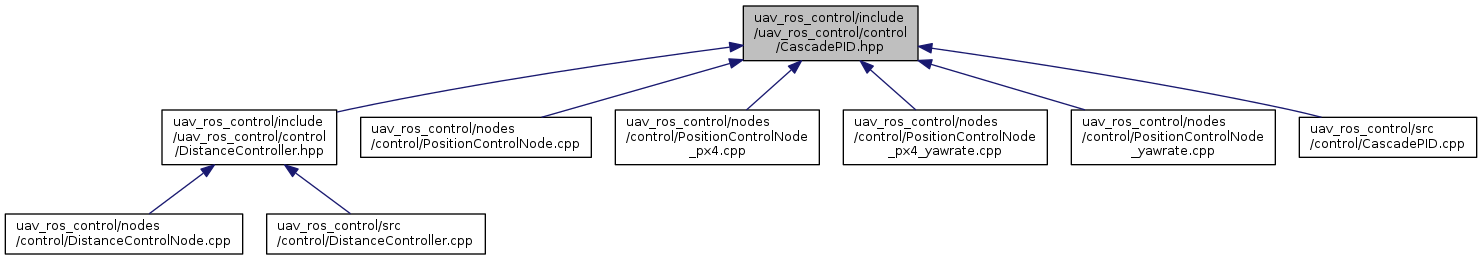 uav_ros_control/include
/uav_ros_control/control
/CascadePID.hpp
uav_ros_control/include
/uav_ros_control/control
/DistanceController.hpp
uav_ros_control/nodes
/control/PositionControlNode.cpp
uav_ros_control/nodes
/control/PositionControlNode
_px4.cpp
uav_ros_control/nodes
/control/PositionControlNode
_px4_yawrate.cpp
uav_ros_control/nodes
/control/PositionControlNode
_yawrate.cpp
uav_ros_control/src
/control/CascadePID.cpp
uav_ros_control/nodes
/control/DistanceControlNode.cpp
uav_ros_control/src
/control/DistanceController.cpp